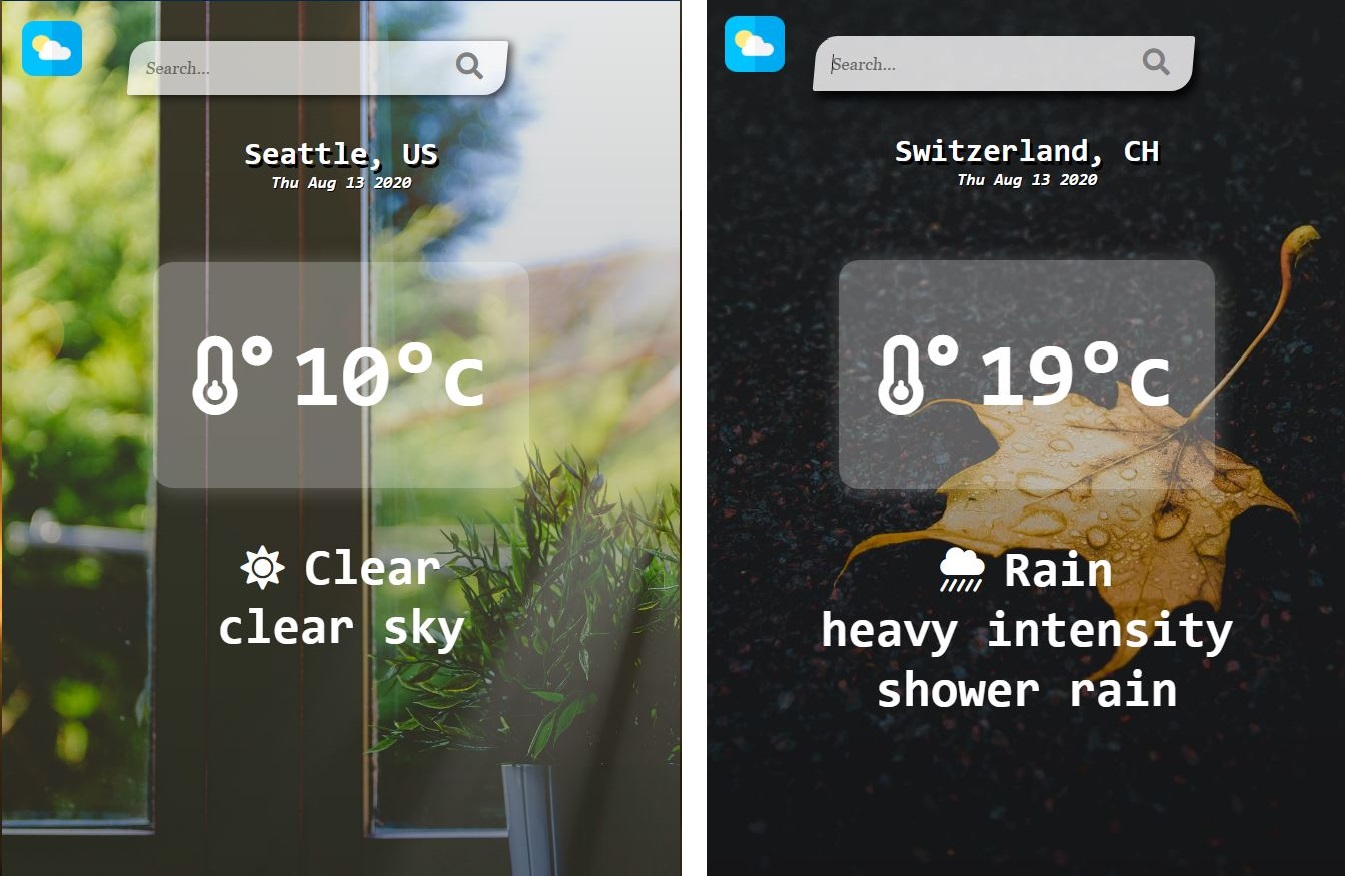 Search...
Seattle, US
Thu Aug 13 2020
10°c
Clear
clear sky
Search...
Switzerland, CH
Thu Aug 13 2020
19°c
Rain
heavy intensity
shower rain